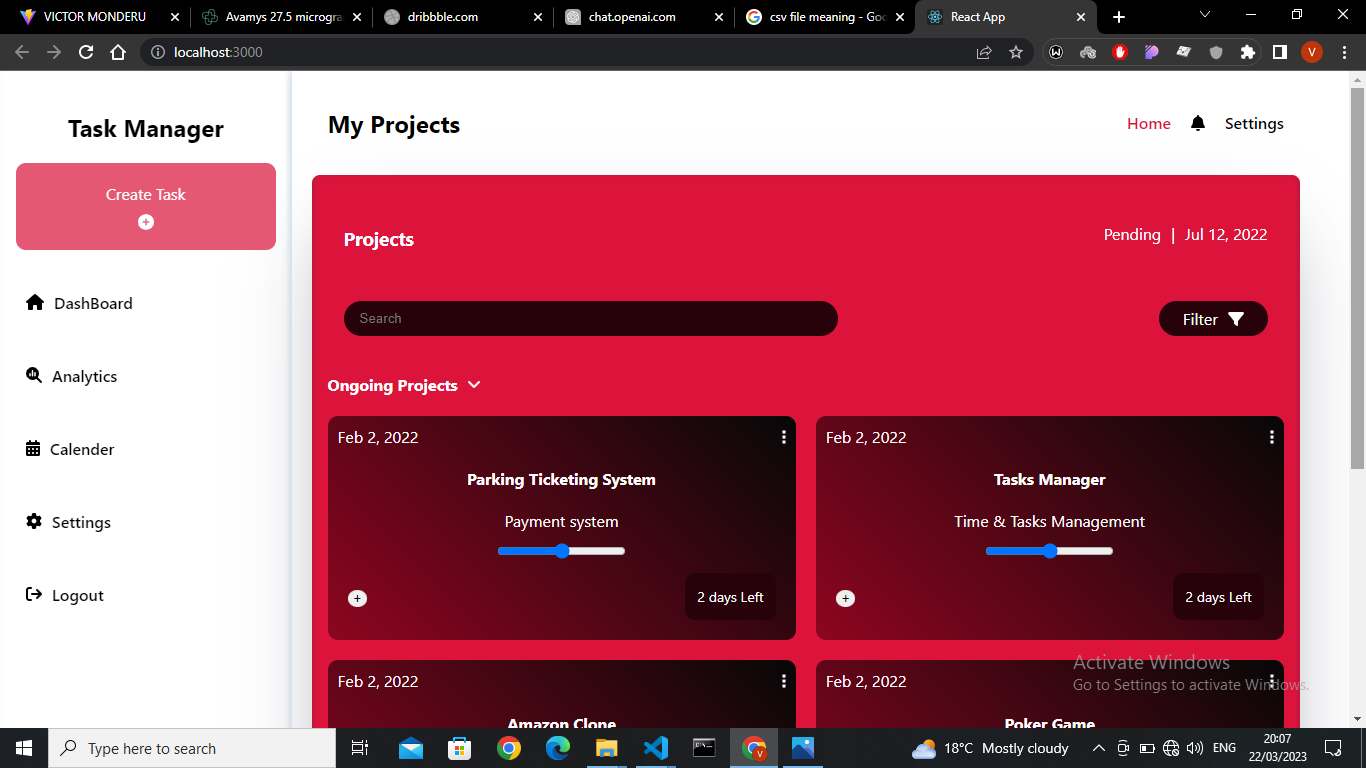 VICTOR MONDERU
Avamys 27.5 microgra
dribbble.com
chat.openai.com
csv file meaning - Goo
React App
localhost:3000
V
Task Manager
Create Task
DashBoard
Analytics
Calender
Settings
Logout
My Projects
Home
Settings
Projects
Pending | Jul 12, 2022
Search
Filter
Ongoing Projects
Feb 2, 2022
Parking Ticketing System
Payment system
2 days Left
Feb 2, 2022
Tasks Manager
Time & Tasks Management
2 days Left
Feb 2, 2022
Amazon Clone
Feb 2, 2022
Poker Game
Activate Windows
Go to Settings to activate Windows.
Type here to search
18°C Mostly cloudy
ENG
20:07
22/03/2023